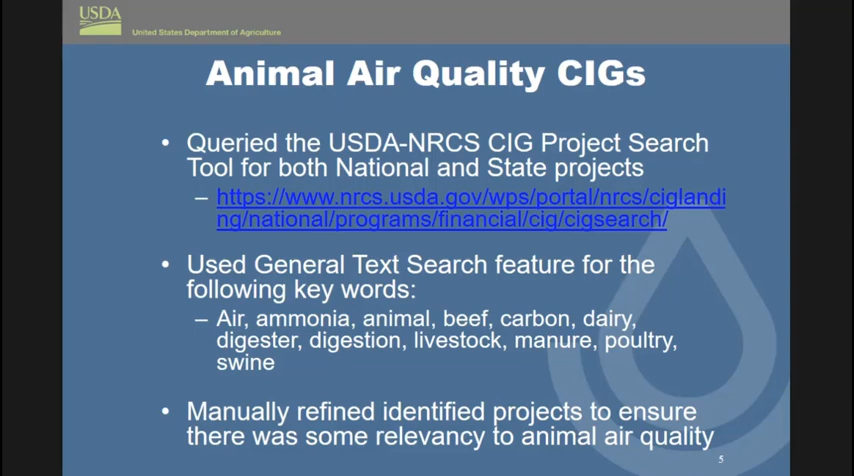 USDA
United States Department of Agriculture
Animal Air Quality CIGs
• Queried the USDA-NRCS CIG Project Search
Tool for both National and State projects
– https://www.nrcs.usda.gov/wps/portal/nrcs/ciglandi
ng/national/programs/financial/cig/cigsearch/
• Used General Text Search feature for the
following key words:
– Air, ammonia, animal, beef, carbon, dairy,
digester, digestion, livestock, manure, poultry,
swine
• Manually refined identified projects to ensure
there was some relevancy to animal air quality
5